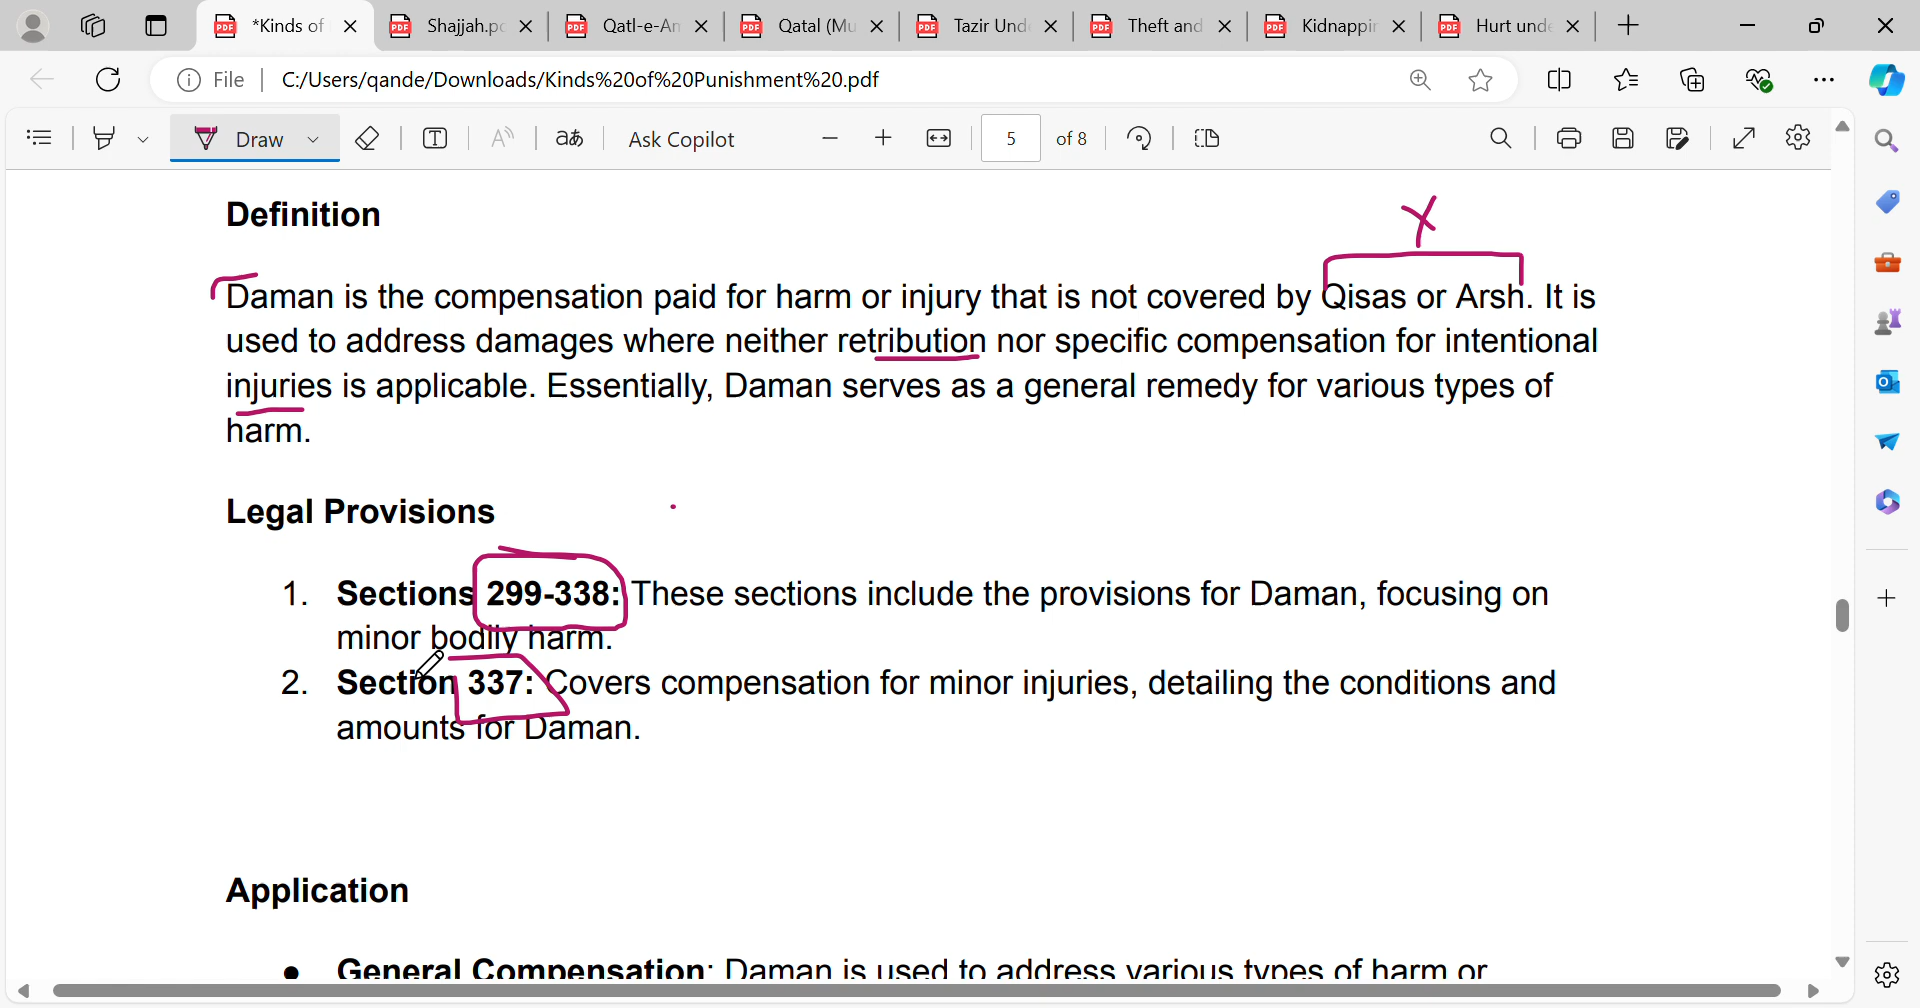 *Kinds of
Shajjah.pc
Qatl-e-An
Qatal (Mu
Tazir Und
Theft and
Kidnappin
Hurt unde
File
C:/Users/qande/Downloads/Kinds%20of%20Punishment%20.pdf
Draw
Ask Copilot
5
of 8
Definition
X
Daman is the compensation paid for harm or injury that is not covered by Qisas or Arsh. It is
used to address damages where neither retribution nor specific compensation for intentional
injuries is applicable. Essentially, Daman serves as a general remedy for various types of
harm.
Legal Provisions
1. Sections 299-338: These sections include the provisions for Daman, focusing on
minor bodily harm.
2. Section 337: Covers compensation for minor injuries, detailing the conditions and
amounts for Daman.
Application
● General Compensation: Daman is used to address various types of harm or